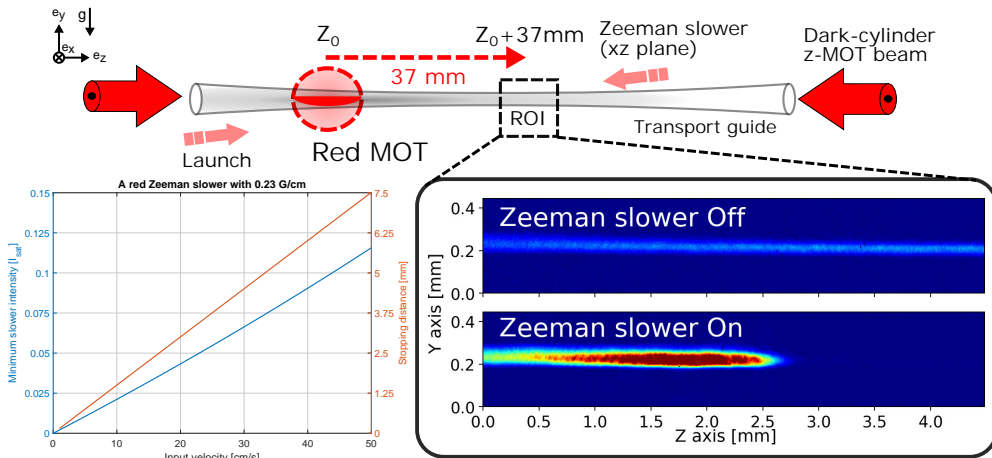 e_y
g
e_x
e_z
Z_0
Z_0+37mm
37 mm
Zeeman slower
(xz plane)
Dark-cylinder
z-MOT beam
ROI
Transport guide
Launch
Red MOT
A red Zeeman slower with 0.23 G/cm
Minimum slower intensity [I_sat]
0.15
0.125
0.1
0.075
0.05
0.025
0
0
10
20
30
40
50
Input velocity [cm/s]
7.5
6.25
5
3.75
2.5
1.25
0
Stopping distance [mm]
Zeeman slower Off
0.4
0.2
0.0
Zeeman slower On
0.4
0.2
0.0
Y axis [mm]
0.0
0.5
1.0
1.5
2.0
2.5
3.0
3.5
4.0
Z axis [mm]